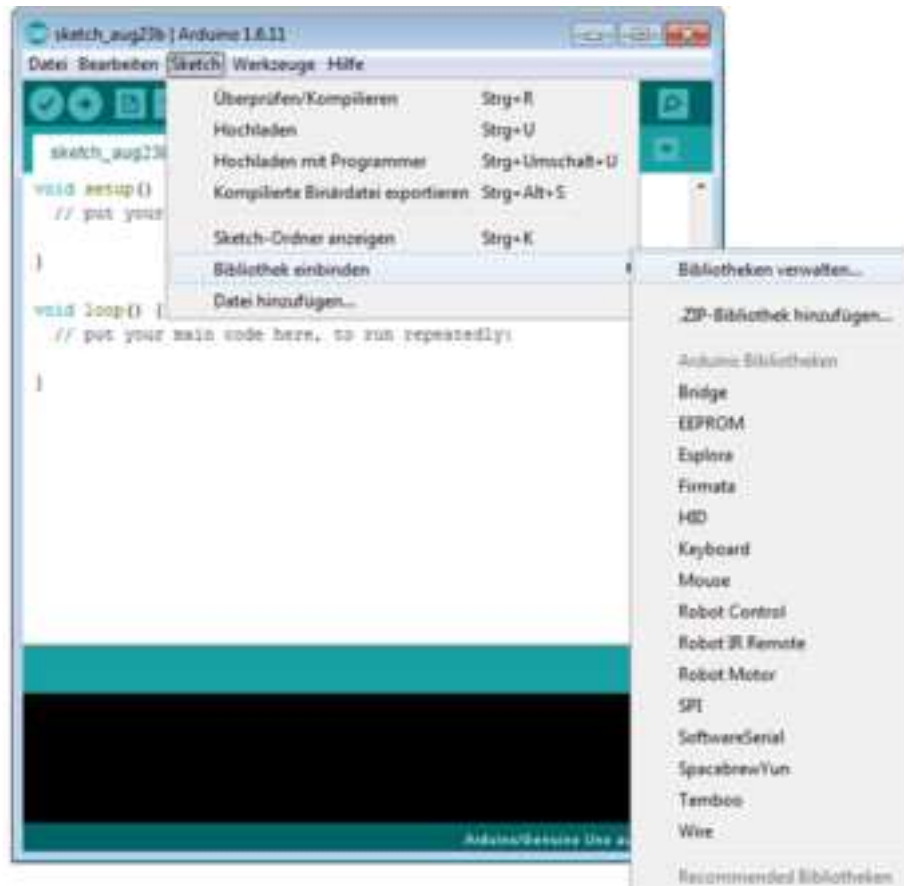 sketch_aug23b | Arduino 1.6.11
Datei Bearbeiten Sketch Werkzeuge Hilfe
Überprüfen/Kompilieren Strg+R
Hochladen Strg+U
Hochladen mit Programmer Strg+Umschalt+U
Kompilierte Binärdatei exportieren Strg+Alt+S
Sketch-Ordner anzeigen Strg+K
Bibliothek einbinden
Datei hinzufügen...
sketch_aug23b
void setup()
// put your
}
void loop() {
// put your main code here, to run repeatedly:
}
Bibliotheken verwalten...
.ZIP-Bibliothek hinzufügen...
Arduino Bibliotheken
Bridge
EEPROM
Esplora
Firmata
HID
Keyboard
Mouse
Robot Control
Robot IR Remote
Robot Motor
SPI
SoftwareSerial
SpacebrewYun
Temboo
Wire
Recommended Bibliotheken
Arduino/Genuino Uno au